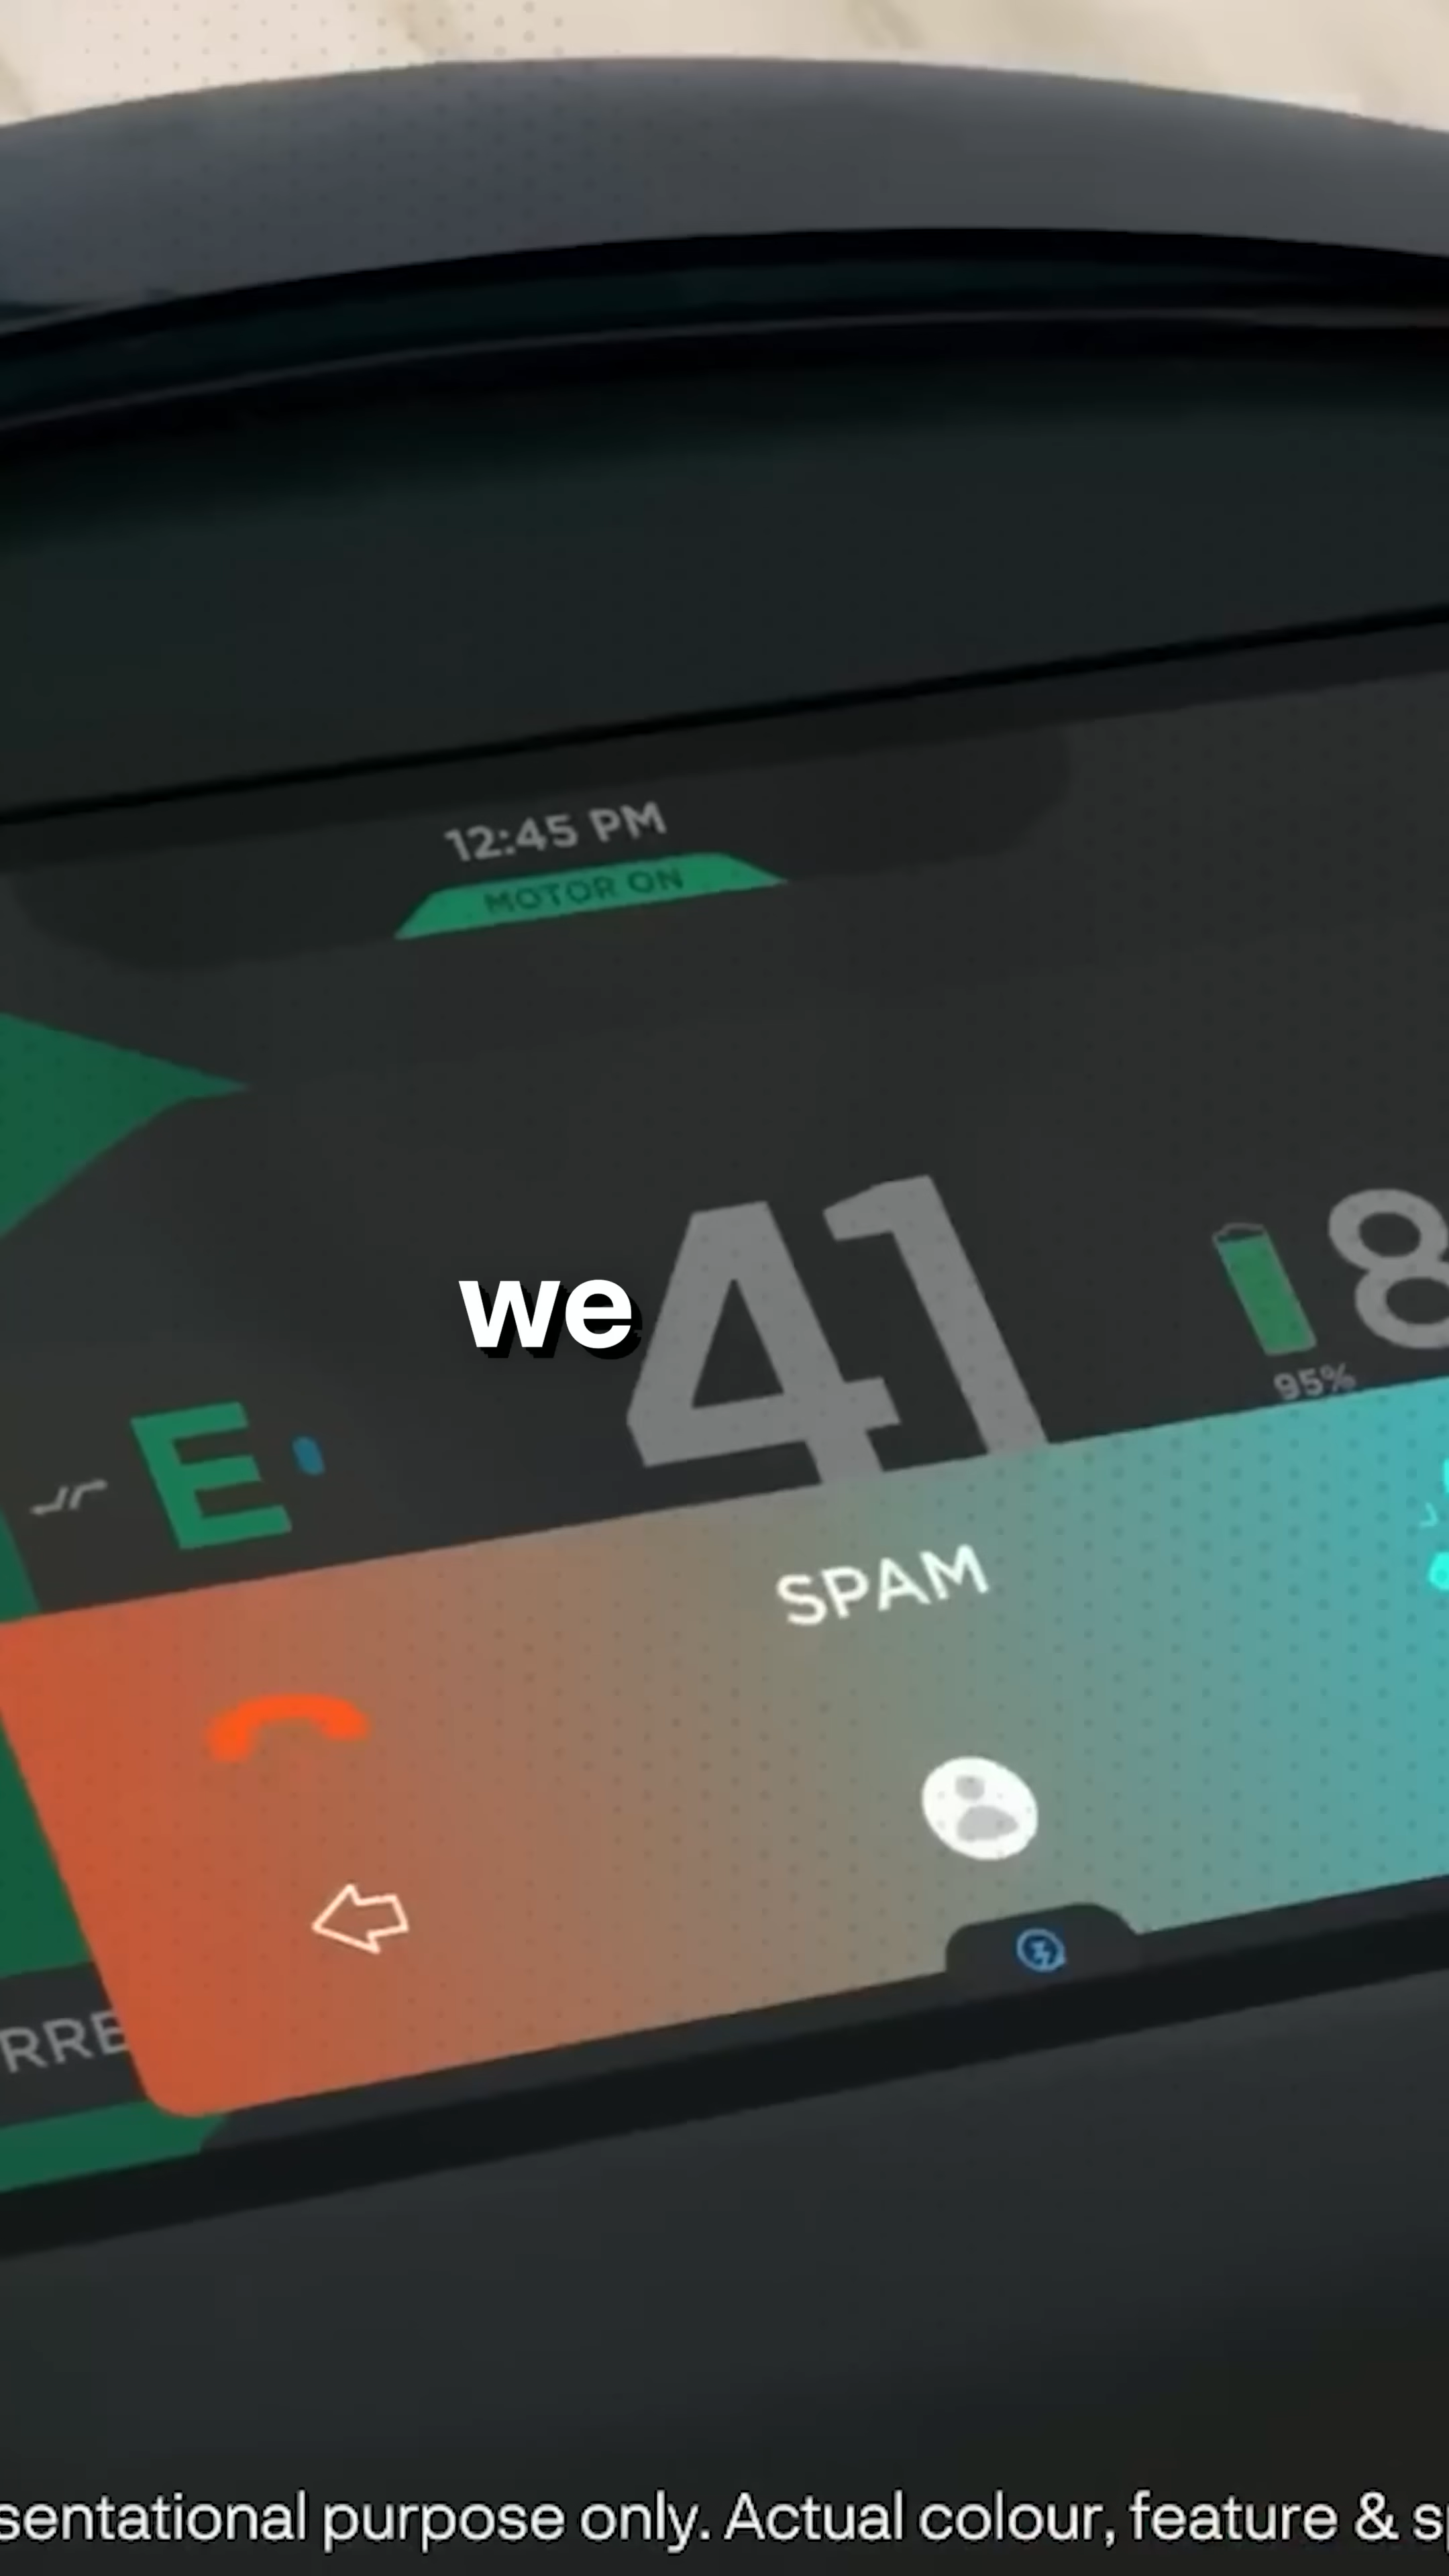 12:45 PM
MOTOR ON
41
8
we
95%
E
SPAM
RRE
sentational purpose only. Actual colour, feature & s